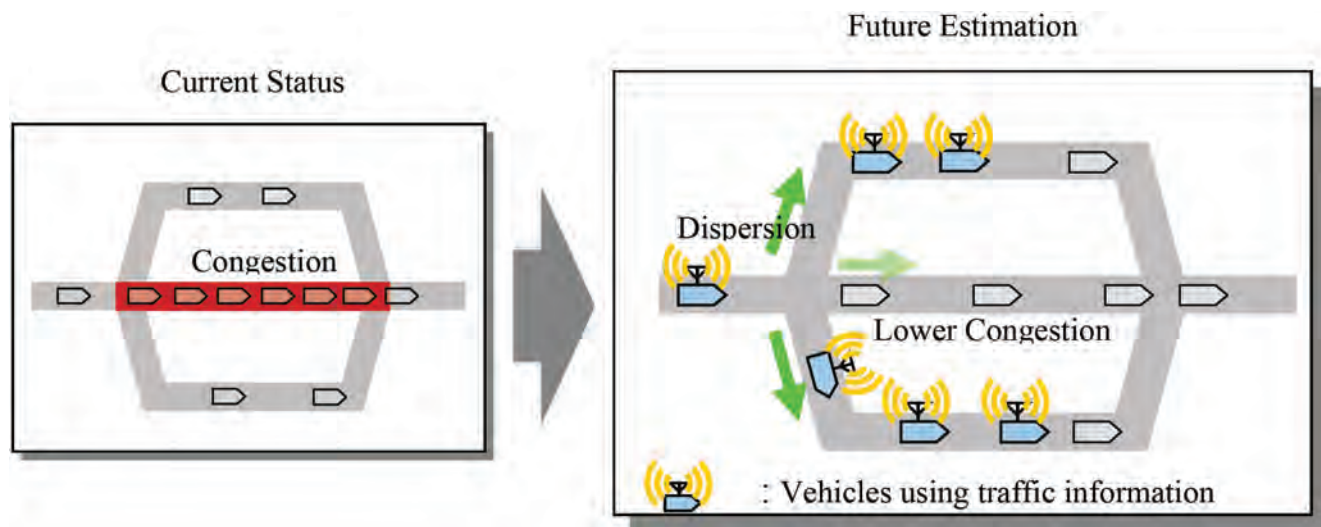 Future Estimation
Current Status
Congestion
Dispersion
Lower Congestion
: Vehicles using traffic information